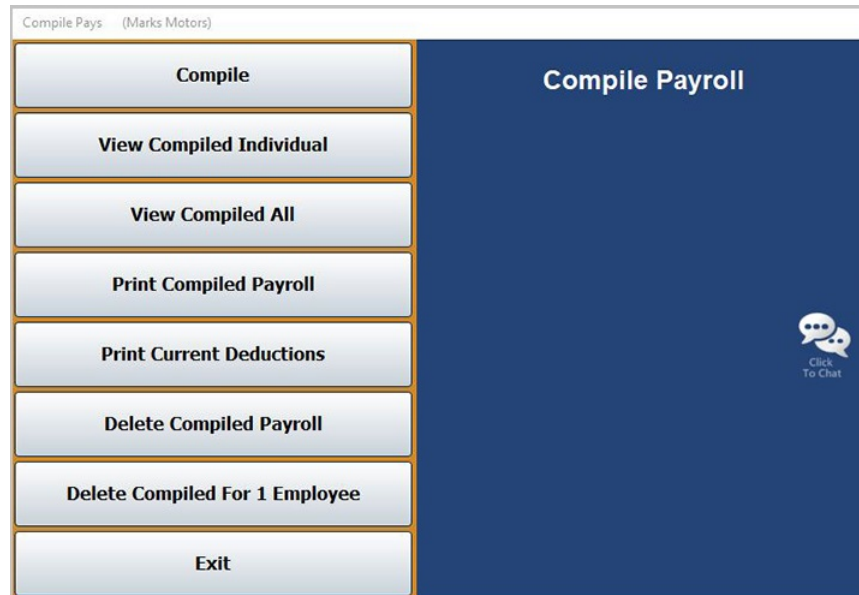 Compile Pays (Marks Motors)
Compile
View Compiled Individual
View Compiled All
Print Compiled Payroll
Print Current Deductions
Delete Compiled Payroll
Delete Compiled For 1 Employee
Exit
Compile Payroll
Click
To Chat